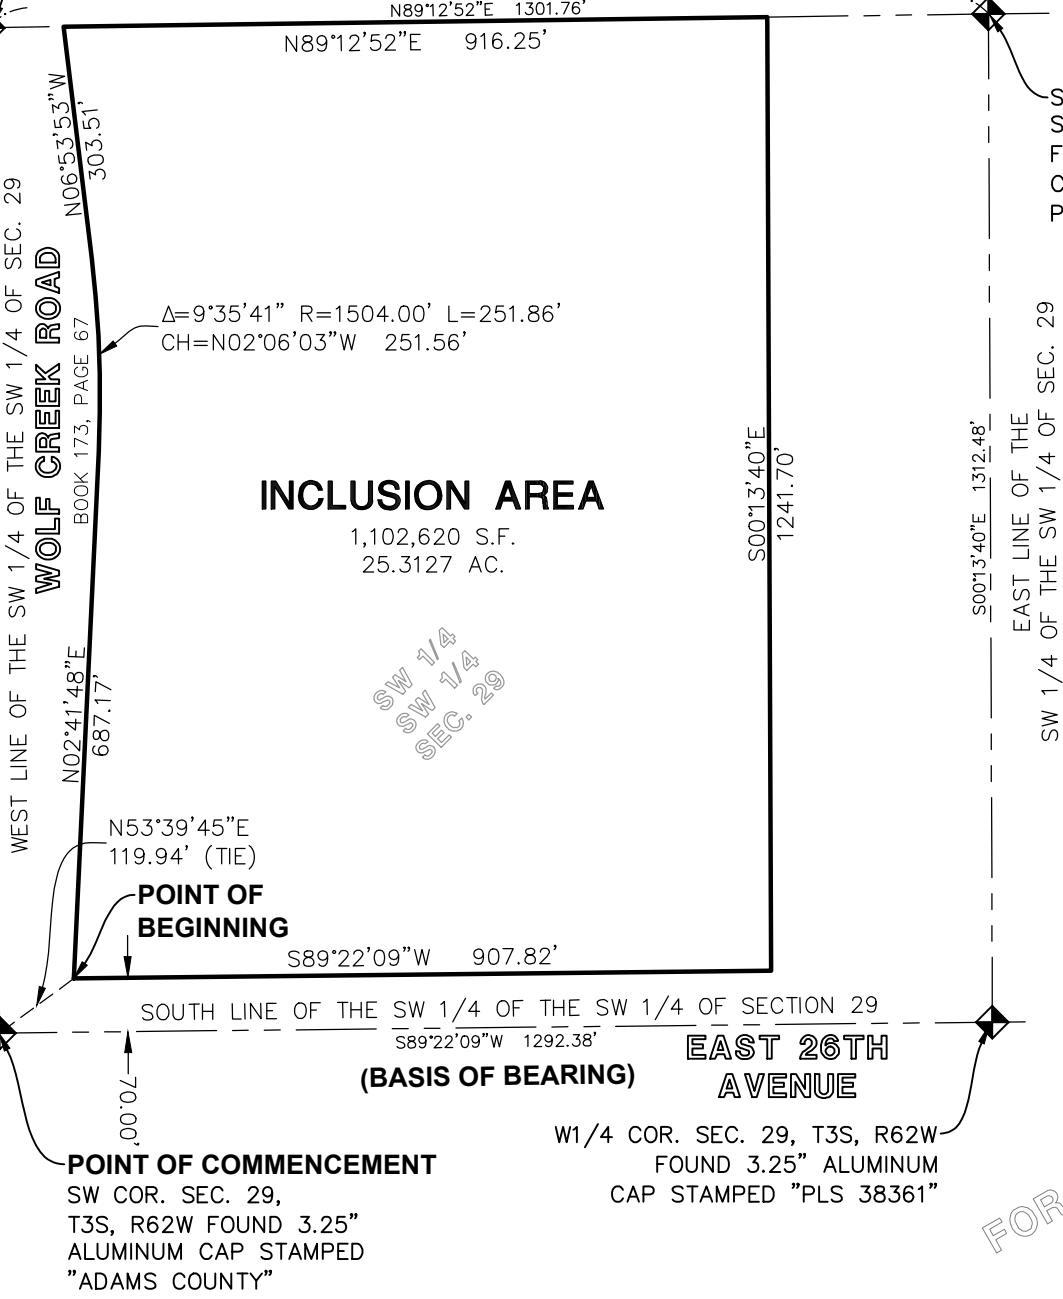 N89°12'52"E 1301.76'
N89°12'52"E 916.25'
N06°53'53"W
303.51'
S
S
F
C
P
WEST LINE OF THE SW 1/4 OF THE SW 1/4 OF SEC. 29
WOLF CREEK ROAD
BOOK 173, PAGE 67
Δ=9°35'41" R=1504.00' L=251.86'
CH=N02°06'03"W 251.56'
INCLUSION AREA
1,102,620 S.F.
25.3127 AC.
S00°13'40"E
1241.70'
S00°13'40"E 1312.48'
EAST LINE OF THE
SW 1/4 OF THE SW 1/4 OF SEC. 29
SW 1/4
SW 1/4
SEC. 29
N02°41'48"E
687.17'
N53°39'45"E
119.94' (TIE)
POINT OF
BEGINNING
S89°22'09"W 907.82'
SOUTH LINE OF THE SW 1/4 OF THE SW 1/4 OF SECTION 29
S89°22'09"W 1292.38'
(BASIS OF BEARING)
EAST 26TH
AVENUE
70.00'
W1/4 COR. SEC. 29, T3S, R62W
FOUND 3.25" ALUMINUM
CAP STAMPED "PLS 38361"
POINT OF COMMENCEMENT
SW COR. SEC. 29,
T3S, R62W FOUND 3.25"
ALUMINUM CAP STAMPED
"ADAMS COUNTY"
FOR